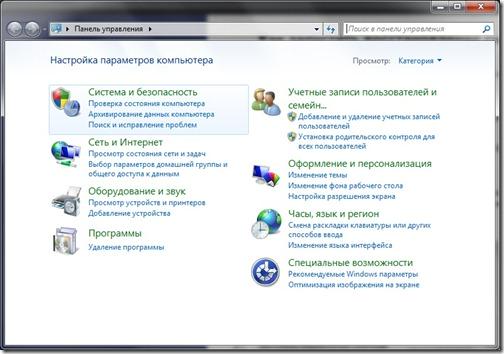 Панель управления
Поиск в панели управления
Настройка параметров компьютера
Просмотр: Категория
Система и безопасность
Проверка состояния компьютера
Архивирование данных компьютера
Поиск и исправление проблем
Сеть и Интернет
Просмотр состояния сети и задач
Выбор параметров домашней группы и
общего доступа к данным
Оборудование и звук
Просмотр устройств и принтеров
Добавление устройства
Программы
Удаление программы
Учетные записи пользователей и
семейн...
Добавление и удаление учетных записей
пользователей
Установка родительского контроля для
всех пользователей
Оформление и персонализация
Изменение темы
Изменение фона рабочего стола
Настройка разрешения экрана
Часы, язык и регион
Смена раскладки клавиатуры или других
способов ввода
Изменение языка интерфейса
Специальные возможности
Рекомендуемые Windows параметры
Оптимизация изображения на экране